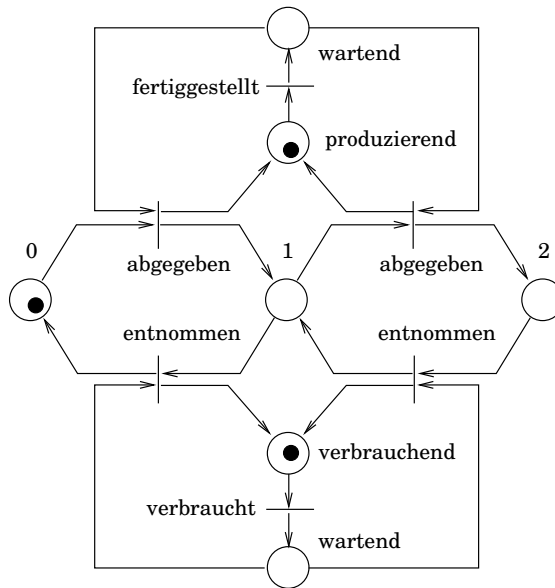 wartend
fertiggestellt
produzierend
0
1
2
abgegeben
abgegeben
entnommen
entnommen
verbrauchend
verbraucht
wartend